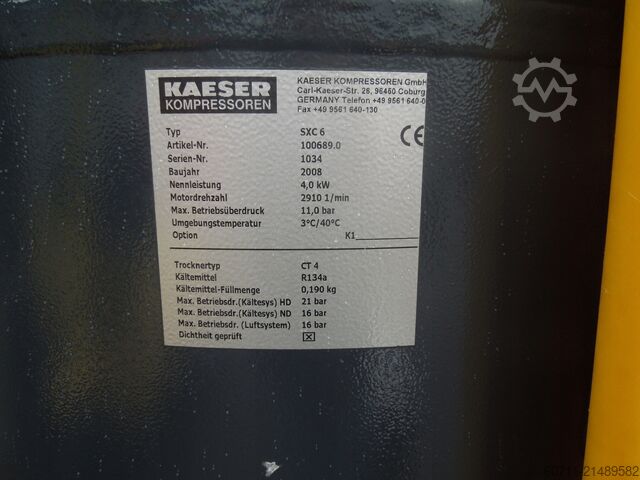 KAESER
KOMPRESSOREN
KAESER KOMPRESSOREN GmbH
Carl-Kaeser-Str. 26, 96450 Coburg
GERMANY Telefon +49 9561 640-0
Fax +49 9561 640-130
CE
Typ SXC 6
Artikel-Nr. 100689.0
Serien-Nr. 1034
Baujahr 2008
Nennleistung 4,0 kW
Motordrehzahl 2910 1/min
Max. Betriebsüberdruck 11,0 bar
Umgebungstemperatur 3°C/40°C
Option K1
Trocknertyp CT 4
Kältemittel R134a
Kältemittel-Füllmenge 0,190 kg
Max. Betriebsdr.(Kältesys) HD 21 bar
Max. Betriebsdr.(Kältesys) ND 16 bar
Max. Betriebsdr. (Luftsystem) 16 bar
Dichtheit geprüft ☒
21489582